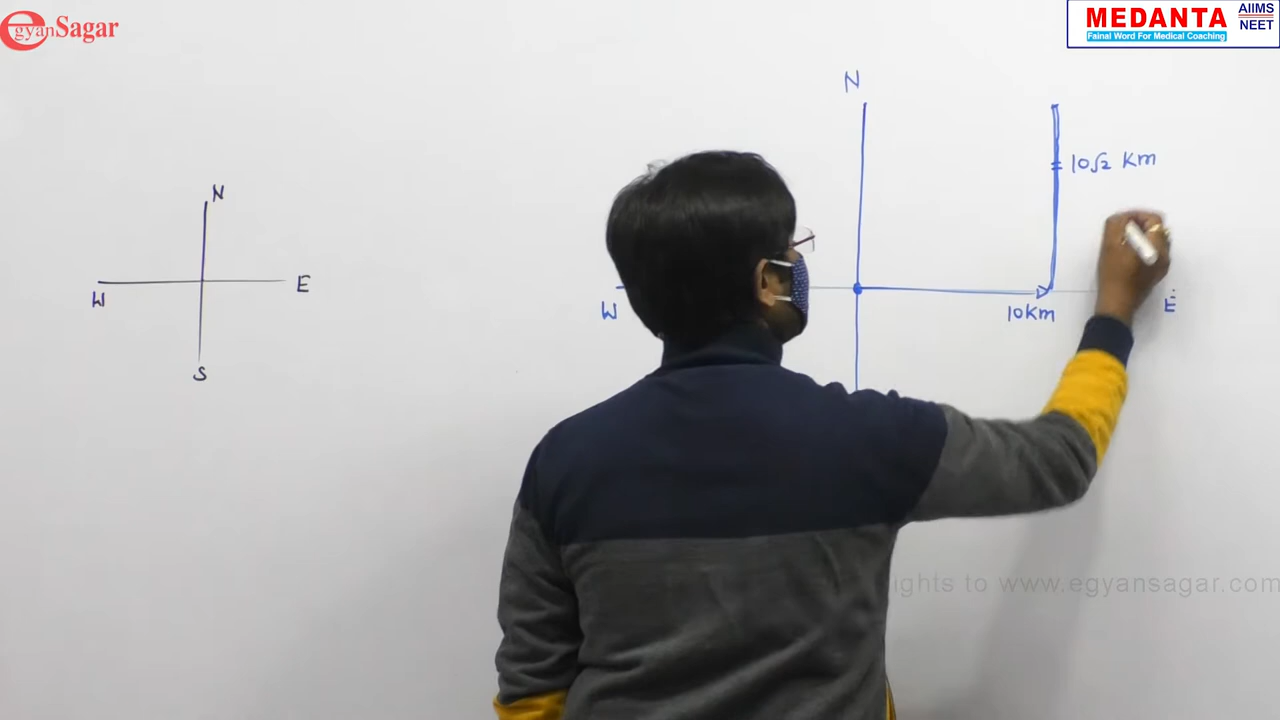 egyanSagar
MEDANTA
Fainal Word For Medical Coaching
AIIMS
NEET
N
W
E
S
N
10√2 Km
W
10Km
E
ights to www.egyansagar.com